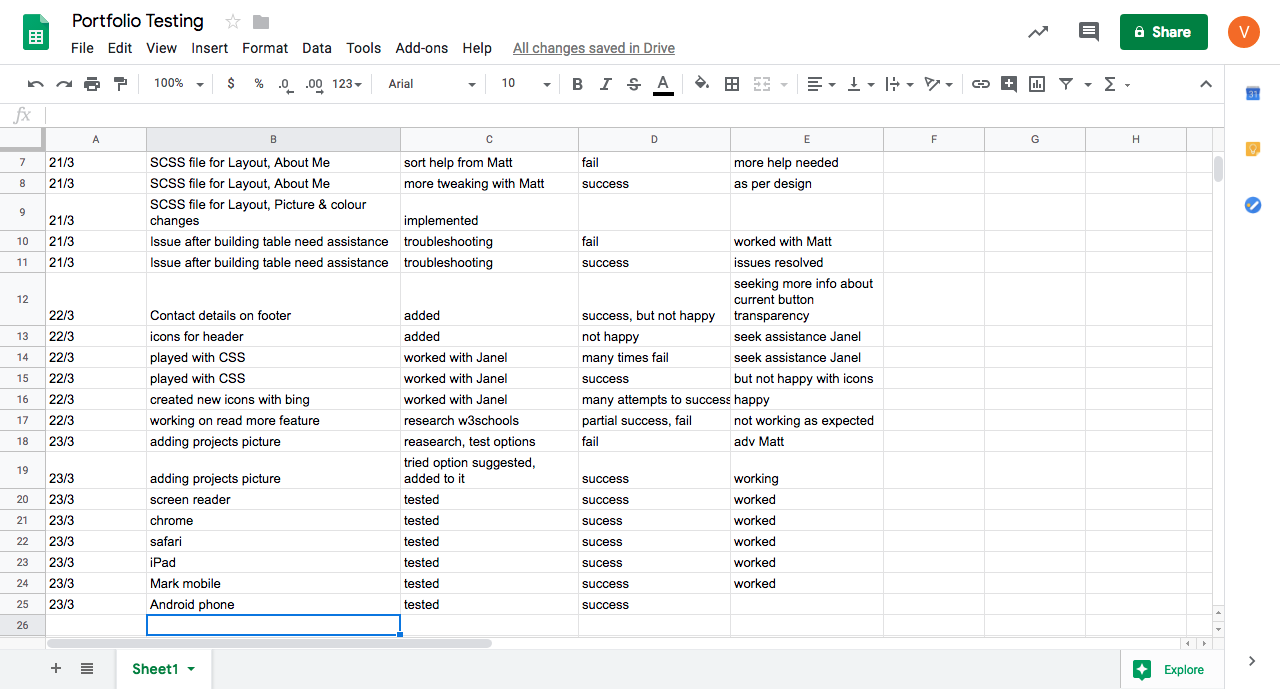 Portfolio Testing
File Edit View Insert Format Data Tools Add-ons Help All changes saved in Drive
Share
V
100% $ % .0 .00 123 Arial 10 B I S A Σ
31
fx
A B C D E F G H
7 21/3 SCSS file for Layout, About Me sort help from Matt fail more help needed
8 21/3 SCSS file for Layout, About Me more tweaking with Matt success as per design
SCSS file for Layout, Picture & colour
9 21/3 changes implemented
10 21/3 Issue after building table need assistance troubleshooting fail worked with Matt
11 21/3 Issue after building table need assistance troubleshooting success issues resolved
seeking more info about
current button
12 22/3 Contact details on footer added success, but not happy transparency
13 22/3 icons for header added not happy seek assistance Janel
14 22/3 played with CSS worked with Janel many times fail seek assistance Janel
15 22/3 played with CSS worked with Janel success but not happy with icons
16 22/3 created new icons with bing worked with Janel many attempts to success happy
17 22/3 working on read more feature research w3schools partial success, fail not working as expected
18 23/3 adding projects picture reasearch, test options fail adv Matt
tried option suggested,
19 23/3 adding projects picture added to it success working
20 23/3 screen reader tested success worked
21 23/3 chrome tested sucess worked
22 23/3 safari tested sucess worked
23 23/3 iPad tested success worked
24 23/3 Mark mobile tested success worked
25 23/3 Android phone tested success
26
Sheet1
Explore